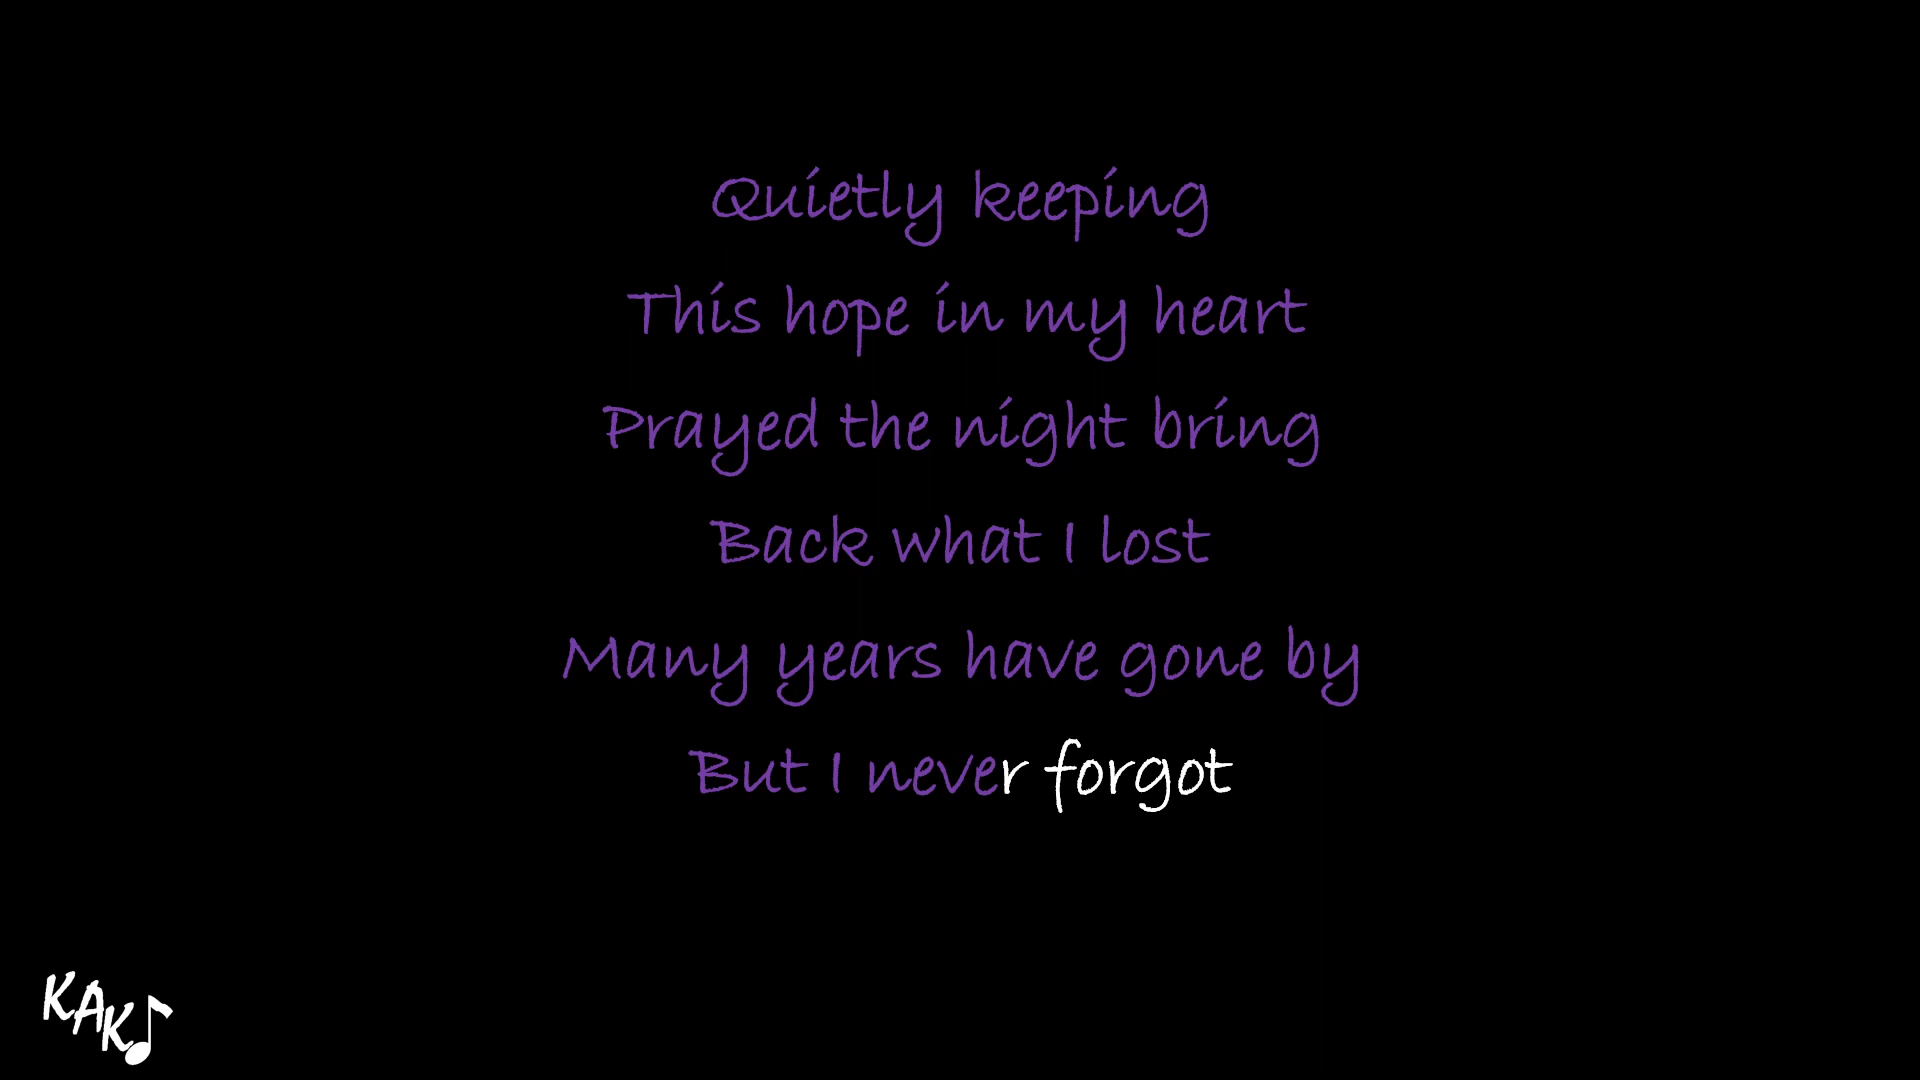 Quietly keeping
This hope in my heart
Prayed the night bring
Back what I lost
Many years have gone by
But I never forgot
KAK